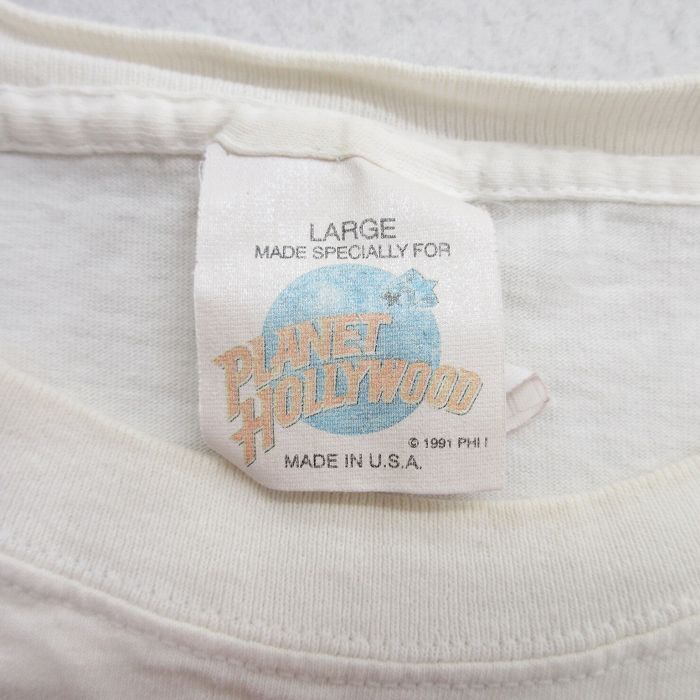 LARGE
MADE SPECIALLY FOR
PLANET
HOLLYWOOD
© 1991 PHI I
MADE IN U.S.A.